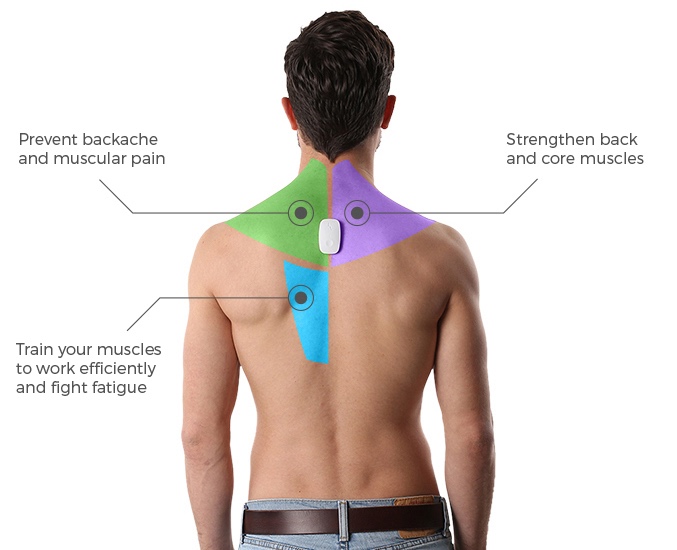 Prevent backache
and muscular pain
Strengthen back
and core muscles
Train your muscles
to work efficiently
and fight fatigue